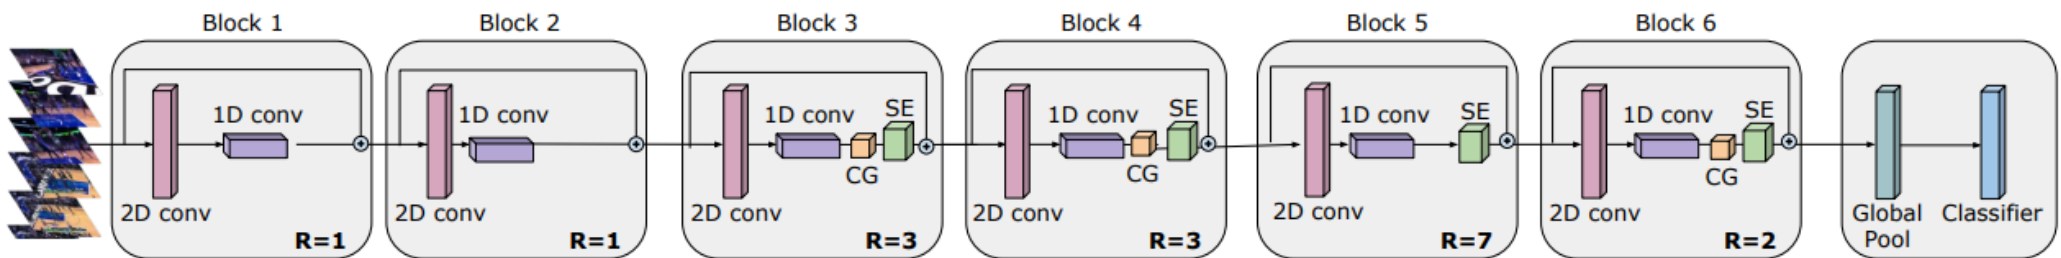 Block 1
1D conv
2D conv
R=1
Block 2
1D conv
2D conv
R=1
Block 3
1D conv
SE
CG
2D conv
R=3
Block 4
1D conv
SE
CG
2D conv
R=3
Block 5
1D conv
SE
2D conv
R=7
Block 6
1D conv
SE
CG
2D conv
R=2
Global
Pool
Classifier